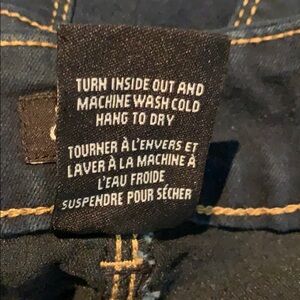 TURN INSIDE OUT AND
MACHINE WASH COLD
HANG TO DRY
TOURNER À L'ENVERS ET
LAVER À LA MACHINE À
L'EAU FROIDE
SUSPENDRE POUR SÉCHER